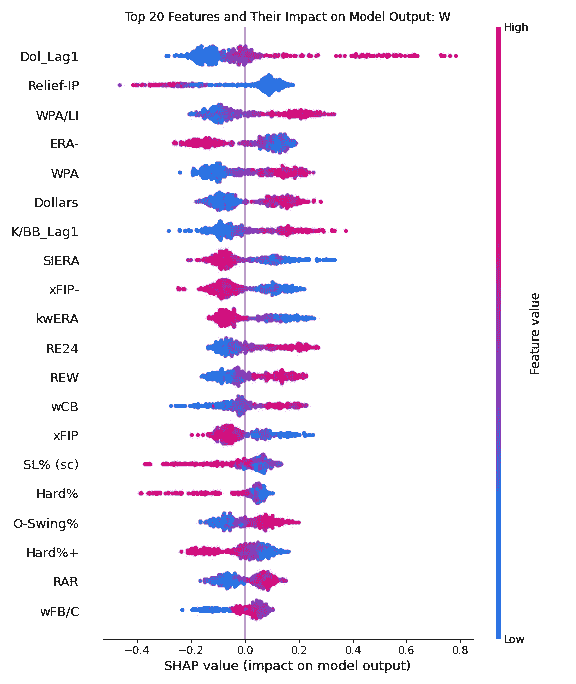 Top 20 Features and Their Impact on Model Output: W
High
Dol_Lag1
Relief-IP
WPA/LI
ERA-
WPA
Dollars
K/BB_Lag1
SIERA
xFIP-
kwERA
RE24
REW
wCB
xFIP
SL% (sc)
Hard%
O-Swing%
Hard%+
RAR
wFB/C
Feature value
Low
−0.4 −0.2 0.0 0.2 0.4 0.6 0.8
SHAP value (impact on model output)